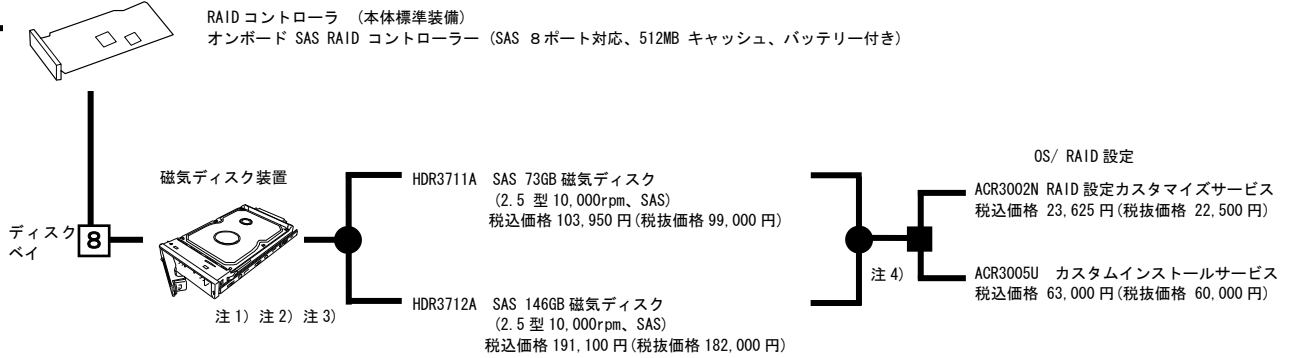 RAID コントローラ （本体標準装備）
オンボード SAS RAID コントローラー（SAS 8ポート対応、512MB キャッシュ、バッテリー付き）
OS/ RAID 設定
磁気ディスク装置
HDR3711A SAS 73GB 磁気ディスク
（2.5 型 10,000rpm、SAS）
税込価格 103,950 円(税抜価格 99,000 円)
ACR3002N RAID 設定カスタマイズサービス
税込価格 23,625 円(税抜価格 22,500 円)
ディスク
ベイ
8
注 4)
ACR3005U カスタムインストールサービス
税込価格 63,000 円(税抜価格 60,000 円)
注 1) 注 2) 注 3)
HDR3712A SAS 146GB 磁気ディスク
（2.5 型 10,000rpm、SAS）
税込価格 191,100 円(税抜価格 182,000 円)